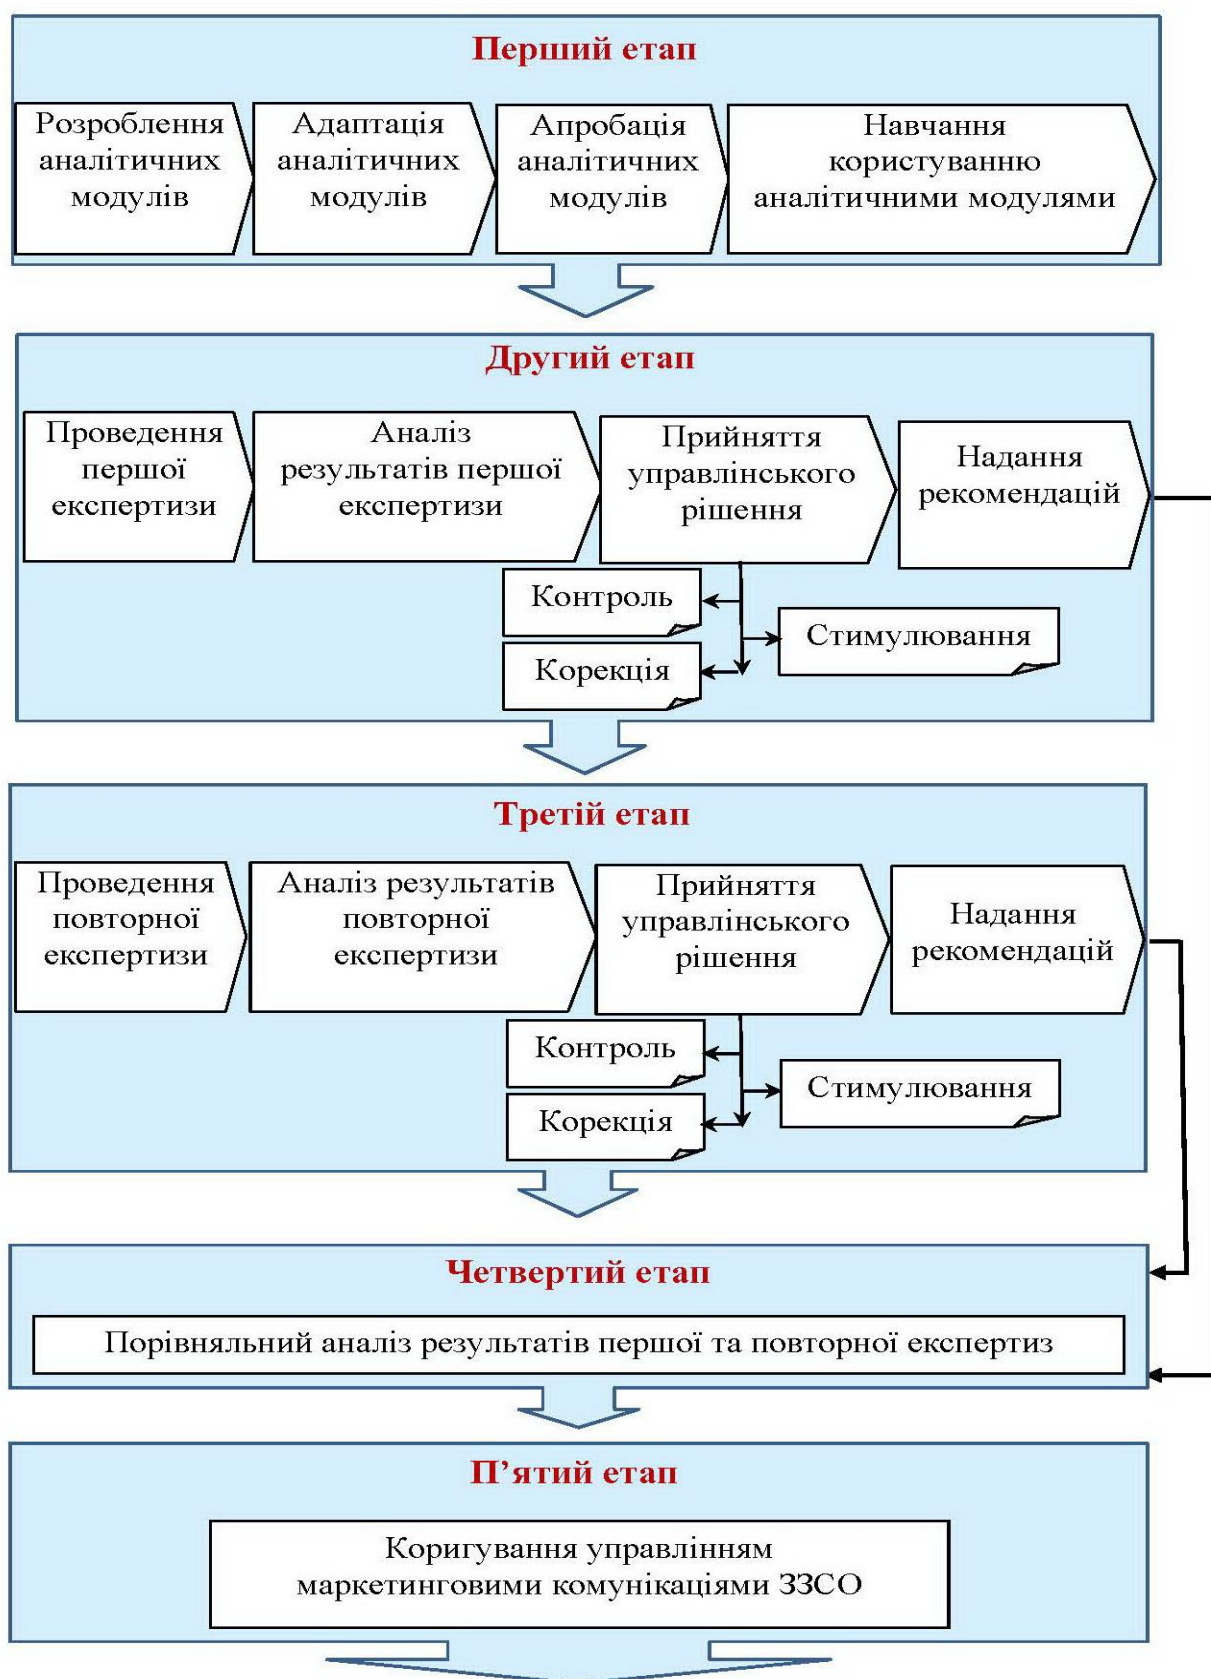 Перший етап
Розроблення
аналітичних
модулів
Адаптація
аналітичних
модулів
Апробація
аналітичних
модулів
Навчання
користуванню
аналітичними модулями
Другий етап
Проведення
першої
експертизи
Аналіз
результатів першої
експертизи
Прийняття
управлінського
рішення
Надання
рекомендацій
Контроль
Стимулювання
Корекція
Третій етап
Проведення
повторної
експертизи
Аналіз результатів
повторної
експертизи
Прийняття
управлінського
рішення
Надання
рекомендацій
Контроль
Стимулювання
Корекція
Четвертий етап
Порівняльний аналіз результатів першої та повторної експертиз
П’ятий етап
Коригування управлінням
маркетинговими комунікаціями ЗЗСО